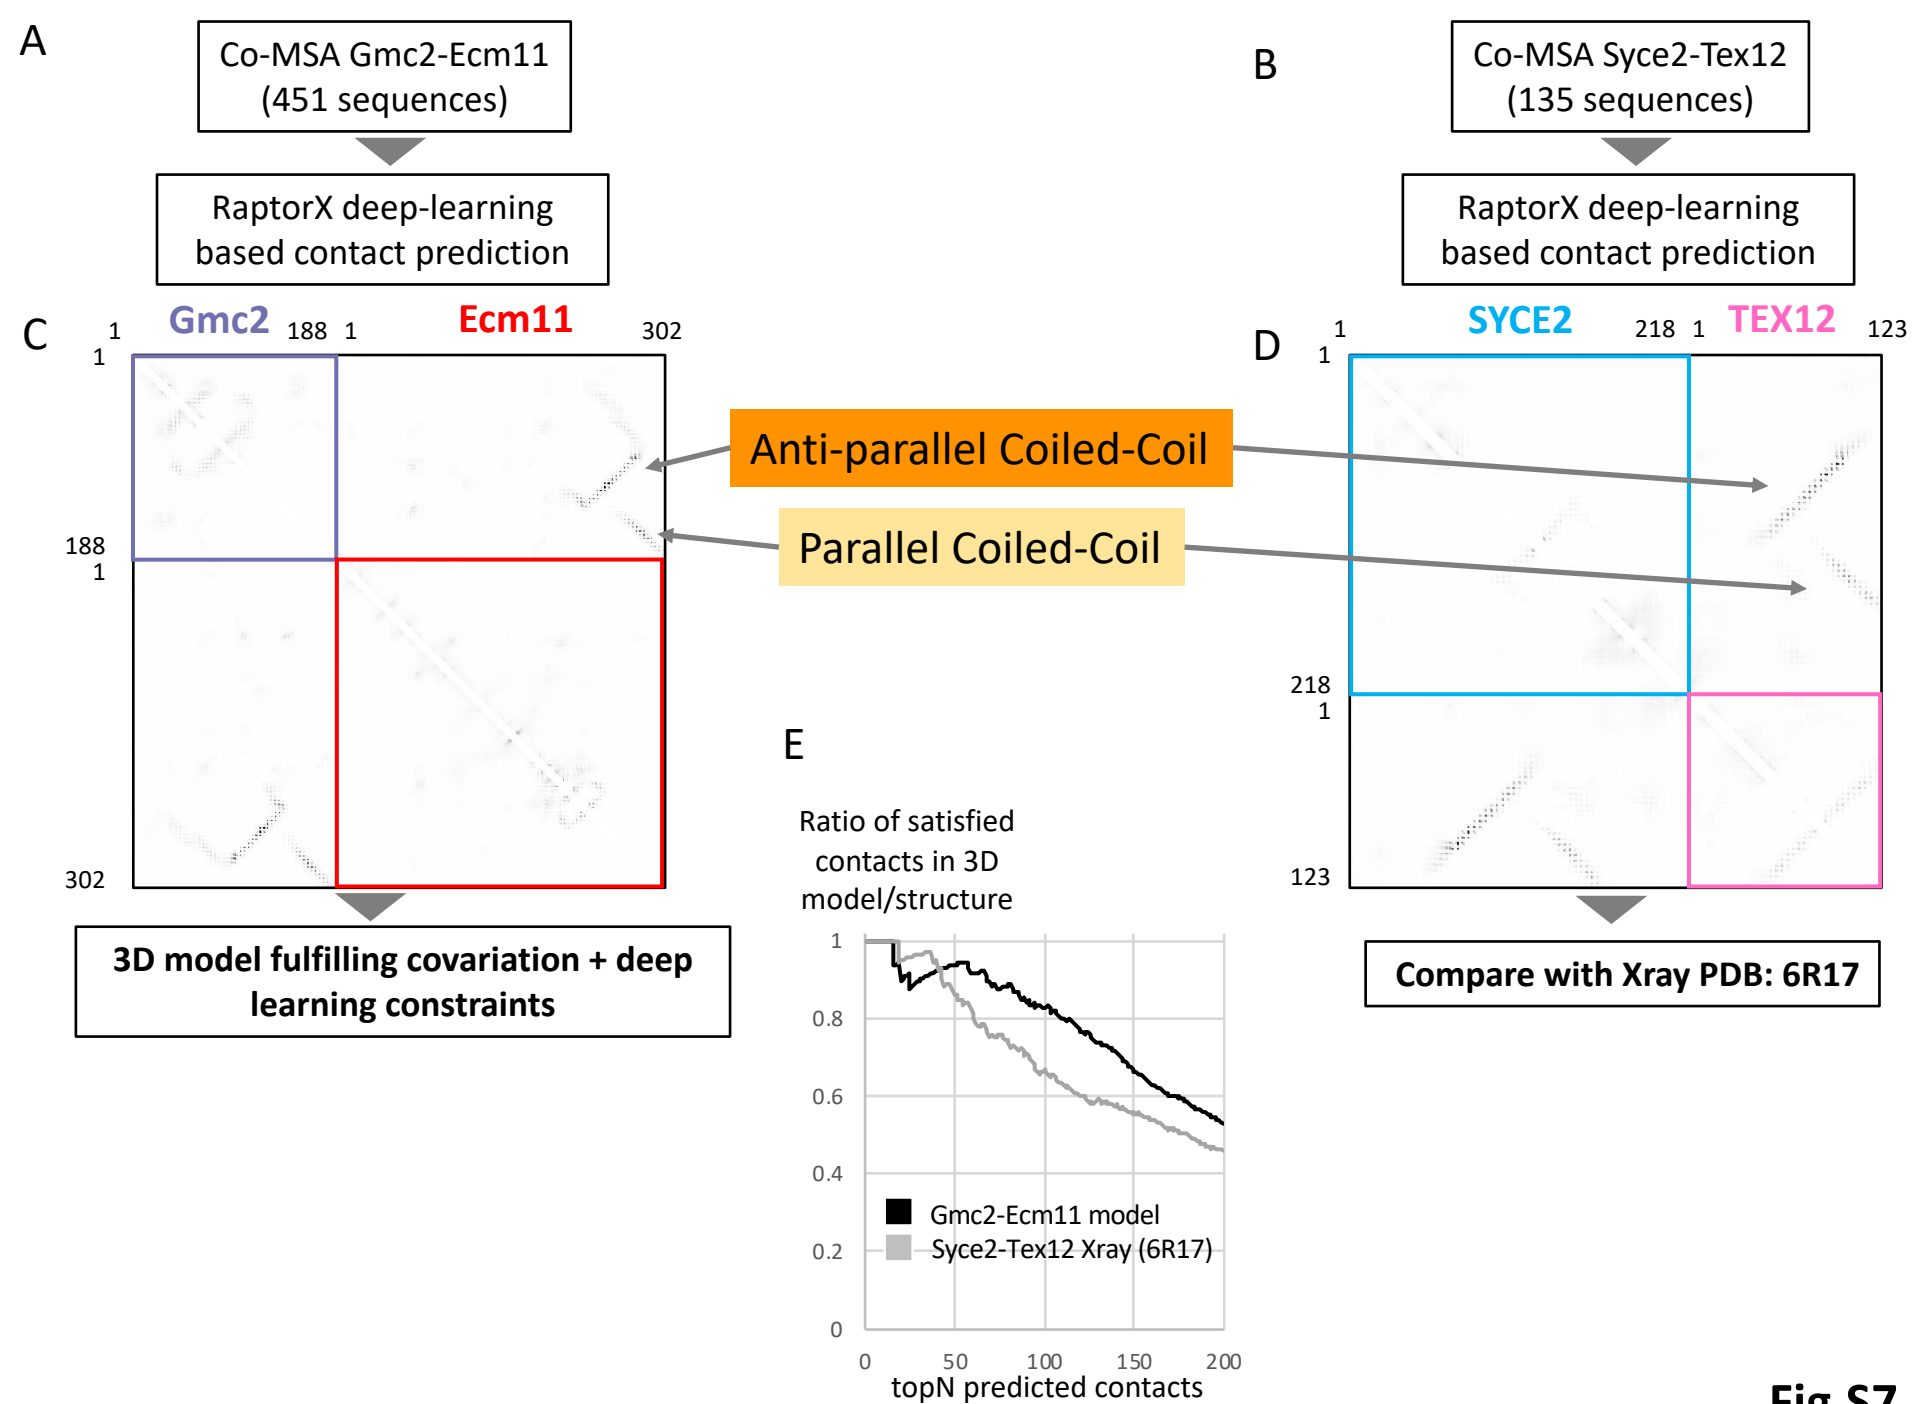 A
Co-MSA Gmc2-Ecm11
(451 sequences)
RaptorX deep-learning
based contact prediction
B
Co-MSA Syce2-Tex12
(135 sequences)
RaptorX deep-learning
based contact prediction
C
Gmc2
Ecm11
1
188
1
302
1
188
1
302
Anti-parallel Coiled-Coil
Parallel Coiled-Coil
D
SYCE2
TEX12
1
218
1
123
1
218
1
123
3D model fulfilling covariation + deep
learning constraints
Compare with Xray PDB: 6R17
E
Ratio of satisfied
contacts in 3D
model/structure
1
0.8
0.6
0.4
0.2
0
Gmc2-Ecm11 model
Syce2-Tex12 Xray (6R17)
0
50
100
150
200
topN predicted contacts
Fig S7